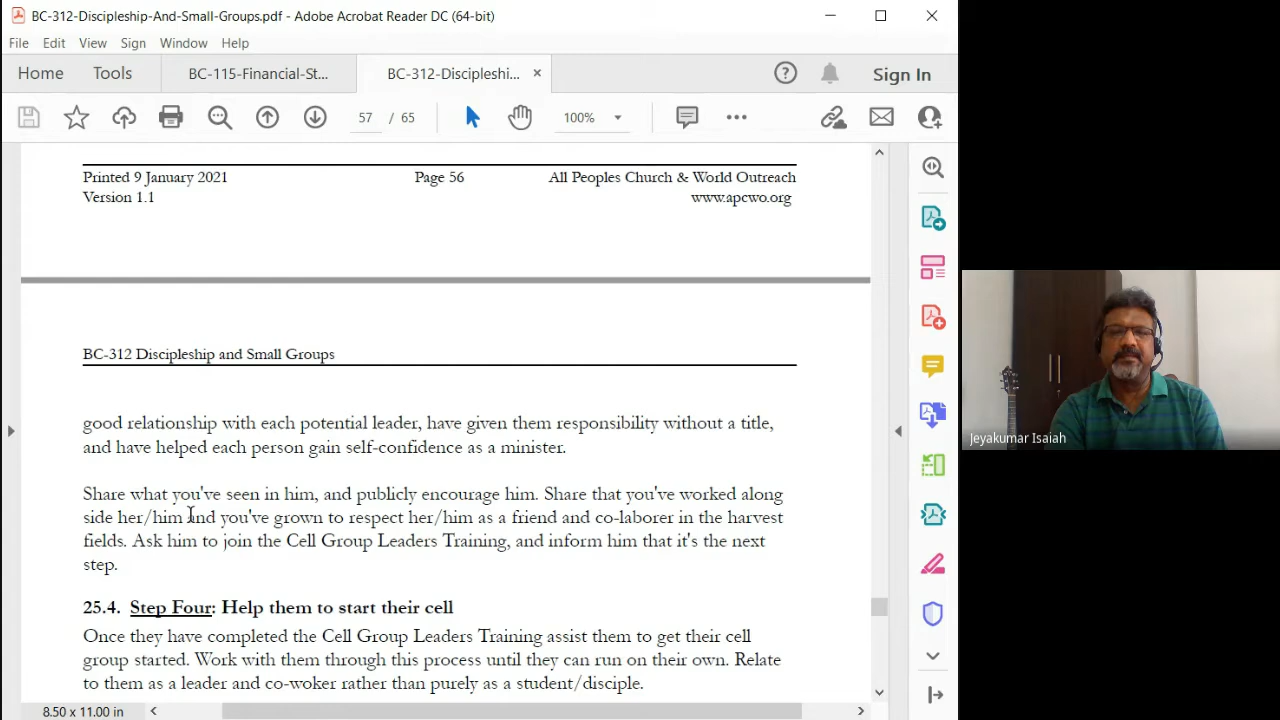 BC-312-Discipleship-And-Small-Groups.pdf - Adobe Acrobat Reader DC (64-bit)
File Edit View Sign Window Help
Home Tools BC-115-Financial-St... BC-312-Discipleshi... Sign In
57 / 65 100%
Printed 9 January 2021 Page 56 All Peoples Church & World Outreach
Version 1.1 www.apcwo.org
BC-312 Discipleship and Small Groups
good relationship with each potential leader, have given them responsibility without a title,
and have helped each person gain self-confidence as a minister.
Share what you've seen in him, and publicly encourage him. Share that you've worked along
side her/him and you've grown to respect her/him as a friend and co-laborer in the harvest
fields. Ask him to join the Cell Group Leaders Training, and inform him that it's the next
step.
25.4. Step Four: Help them to start their cell
Once they have completed the Cell Group Leaders Training assist them to get their cell
group started. Work with them through this process until they can run on their own. Relate
to them as a leader and co-woker rather than purely as a student/disciple.
8.50 x 11.00 in
Jeyakumar Isaiah